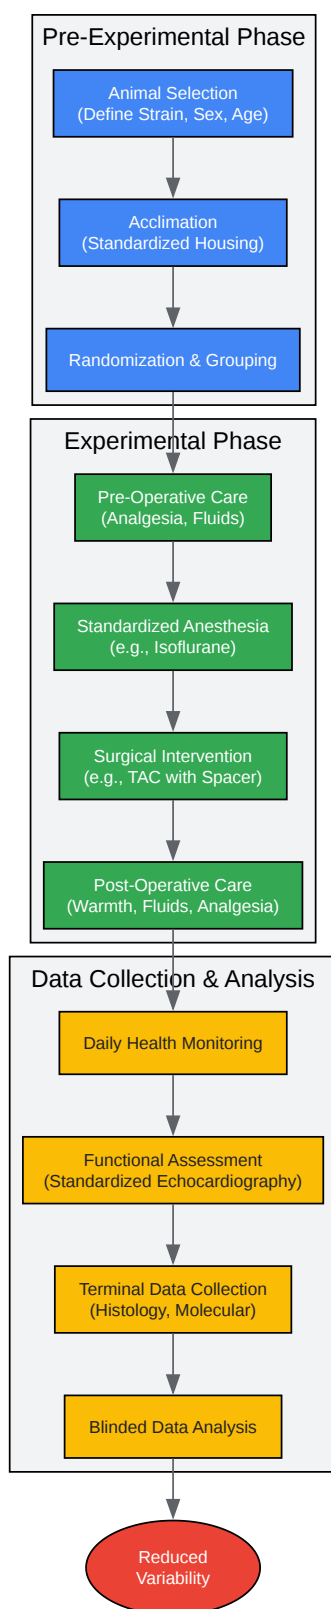 Pre-Experimental Phase
Animal Selection
(Define Strain, Sex, Age)
Acclimation
(Standardized Housing)
Randomization & Grouping
Experimental Phase
Pre-Operative Care
(Analgesia, Fluids)
Standardized Anesthesia
(e.g., Isoflurane)
Surgical Intervention
(e.g., TAC with Spacer)
Post-Operative Care
(Warmth, Fluids, Analgesia)
Data Collection & Analysis
Daily Health Monitoring
Functional Assessment
(Standardized Echocardiography)
Terminal Data Collection
(Histology, Molecular)
Blinded Data Analysis
Reduced
Variability